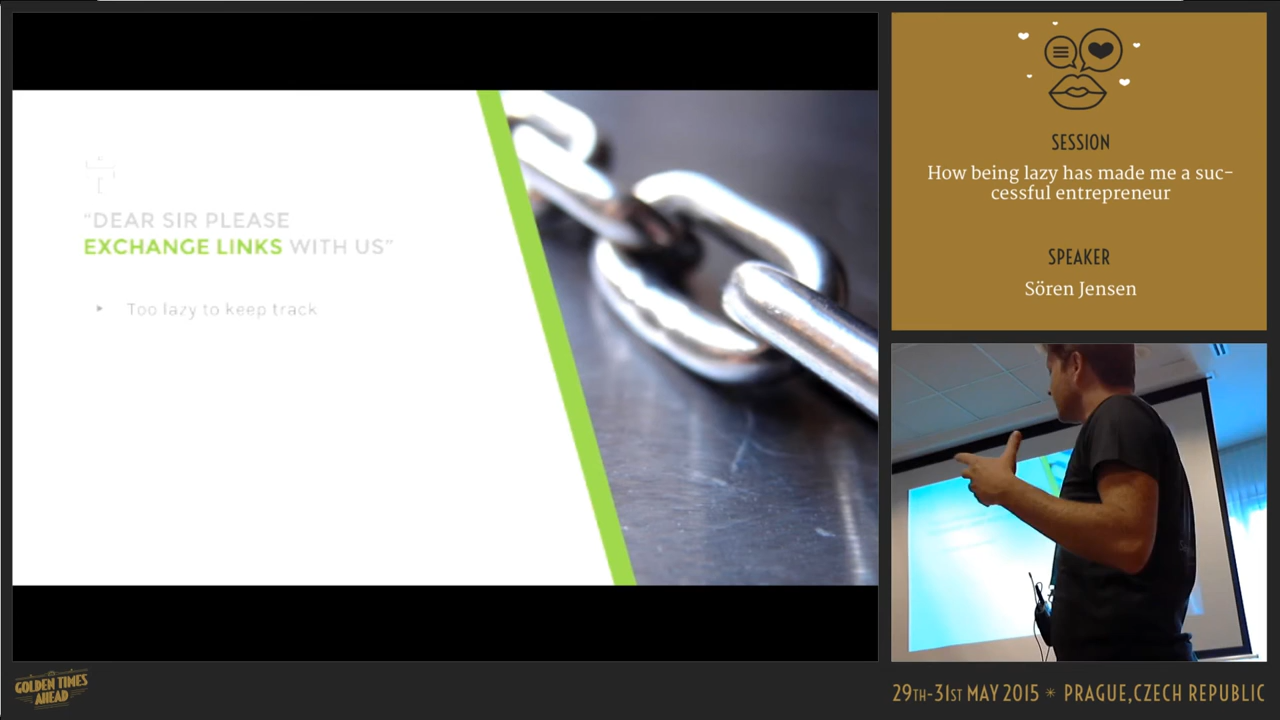 “DEAR SIR PLEASE
EXCHANGE LINKS WITH US”
▸ Too lazy to keep track
SESSION
How being lazy has made me a suc-
cessful entrepreneur
SPEAKER
Sören Jensen
GOLDEN TIMES
AHEAD
29TH-31ST MAY 2015 * PRAGUE, CZECH REPUBLIC